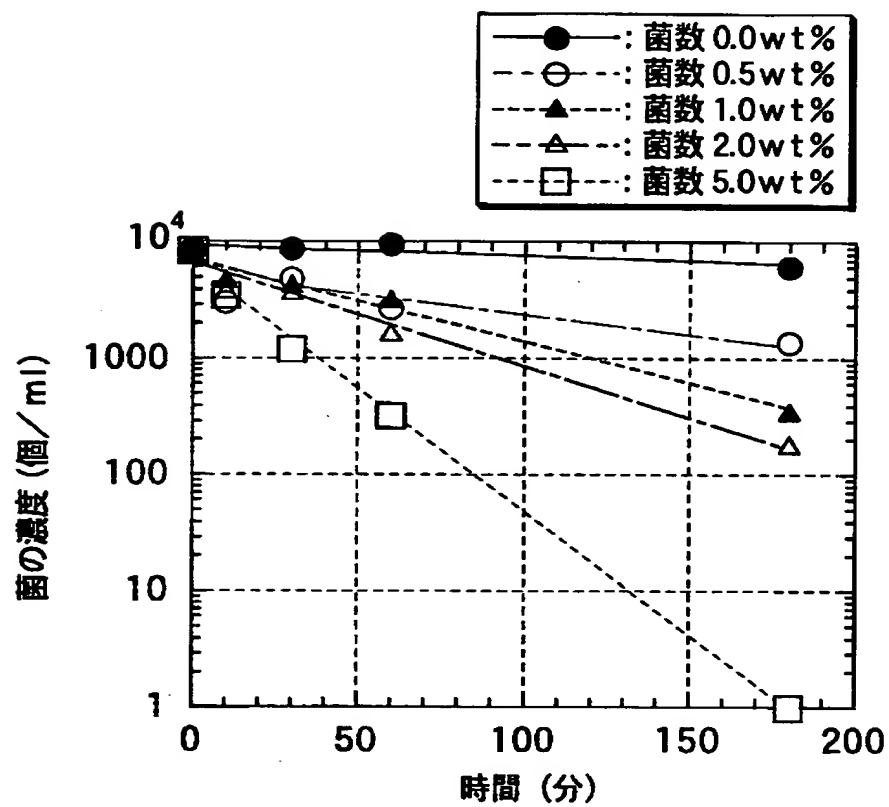 : 菌数 0.0wt%
: 菌数 0.5wt%
: 菌数 1.0wt%
: 菌数 2.0wt%
: 菌数 5.0wt%
10⁴
1000
100
10
1
菌の濃度 (個／ml)
0 50 100 150 200
時間 (分)